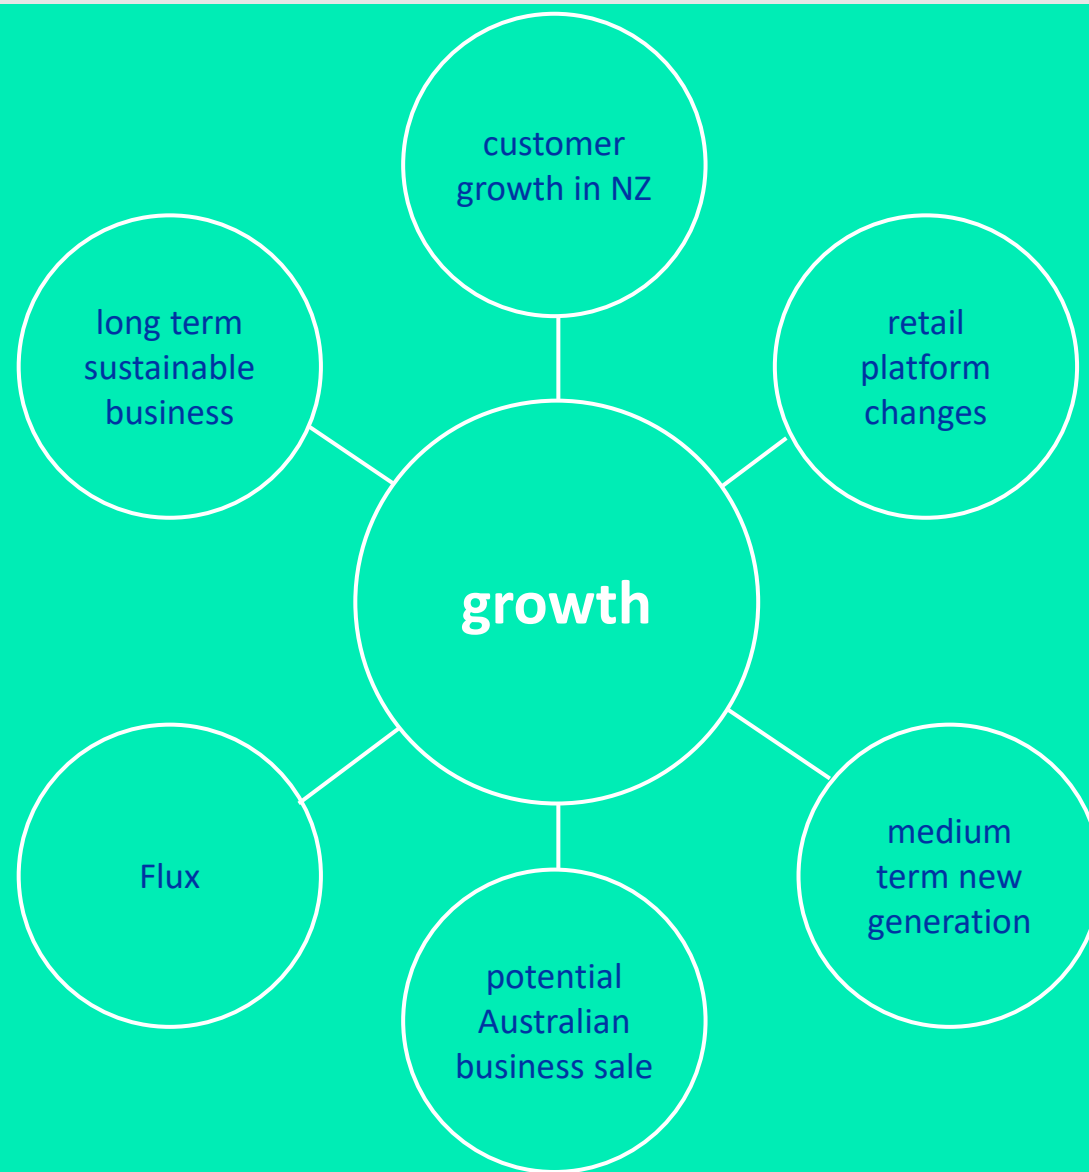 customer
growth in NZ
long term
sustainable
business
retail
platform
changes
growth
Flux
medium
term new
generation
potential
Australian
business sale